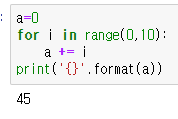 : a=0
for i in range(0,10):
    a += i
print('{}'.format(a))
45